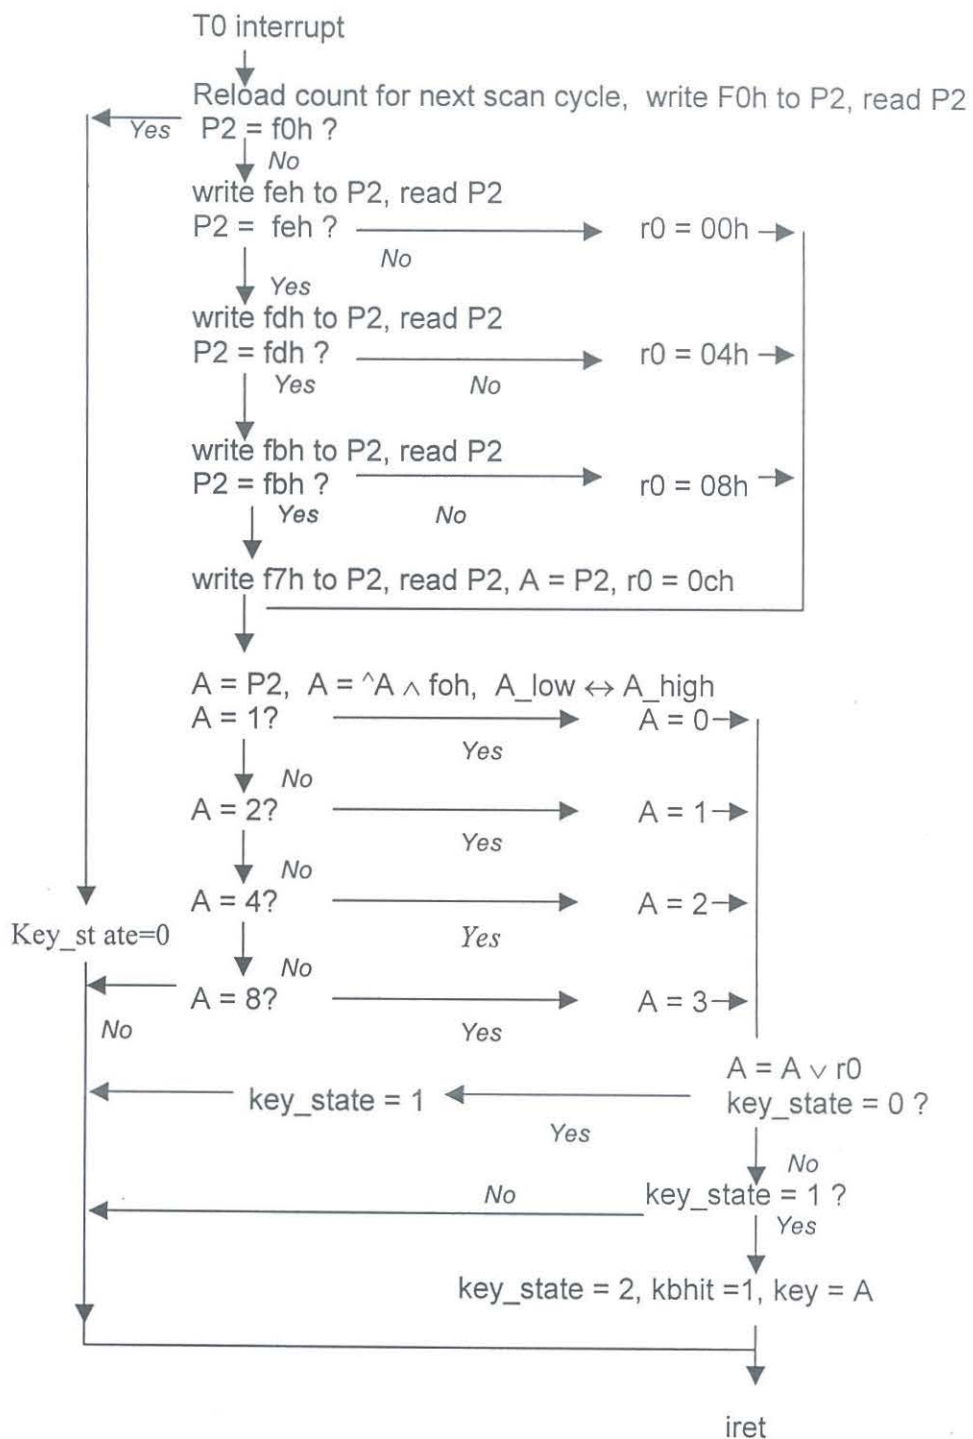 T0 interrupt
Reload count for next scan cycle, write F0h to P2, read P2
Yes P2 = f0h ?
No
write feh to P2, read P2
P2 = feh ? r0 = 00h
No
Yes
write fdh to P2, read P2
P2 = fdh ? r0 = 04h
Yes No
write fbh to P2, read P2
P2 = fbh ? r0 = 08h
Yes No
write f7h to P2, read P2, A = P2, r0 = 0ch
A = P2, A = ^A ∧ foh, A_low ↔ A_high
A = 1? A = 0
Yes
No
A = 2? A = 1
Yes
No
A = 4? A = 2
Key_st ate=0 Yes
No
A = 8? A = 3
No Yes
A = A ∨ r0
key_state = 1 key_state = 0 ?
Yes
No
No key_state = 1 ?
Yes
key_state = 2, kbhit =1, key = A
iret